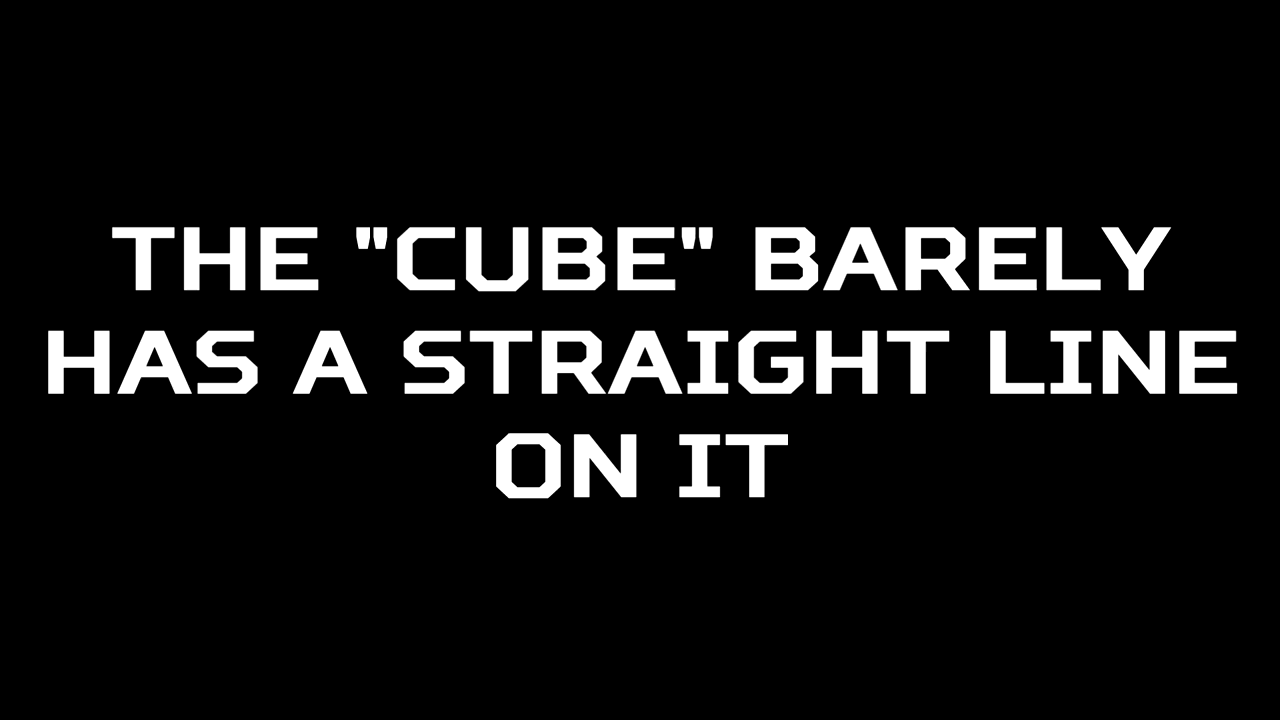 THE "CUBE" BARELY
HAS A STRAIGHT LINE
ON IT